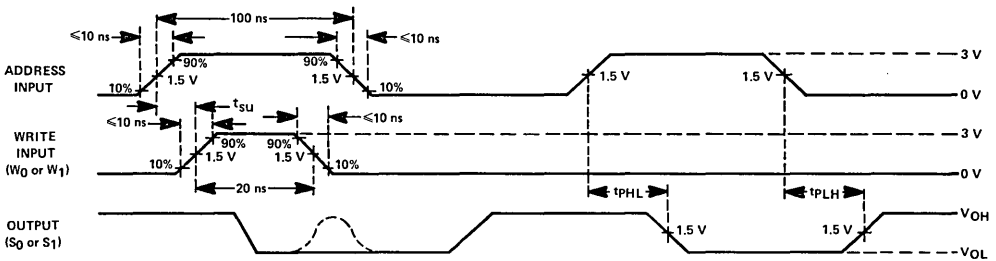 100 ns
≤10 ns ≤10 ns
ADDRESS
INPUT
90% 90%
1.5 V 1.5 V
10% 10%
1.5 V 1.5 V
3 V
0 V
tsu
≤10 ns ≤10 ns
WRITE
INPUT
(W0 or W1)
90% 90%
1.5 V 1.5 V
10% 10%
3 V
0 V
20 ns
tPHL tPLH
OUTPUT
(S0 or S1)
1.5 V 1.5 V
VOH
VOL